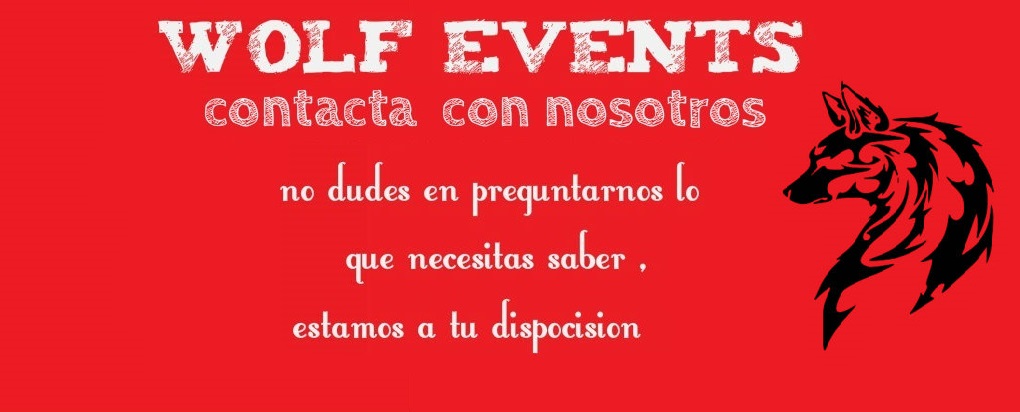 WOLF EVENTS
contacta con nosotros
no dudes en preguntarnos lo
que necesitas saber ,
estamos a tu dispocision